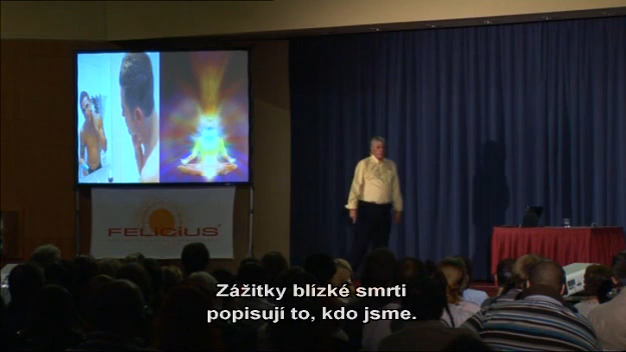 FELiCiUS
Zážitky blízké smrti
popisují to, kdo jsme.